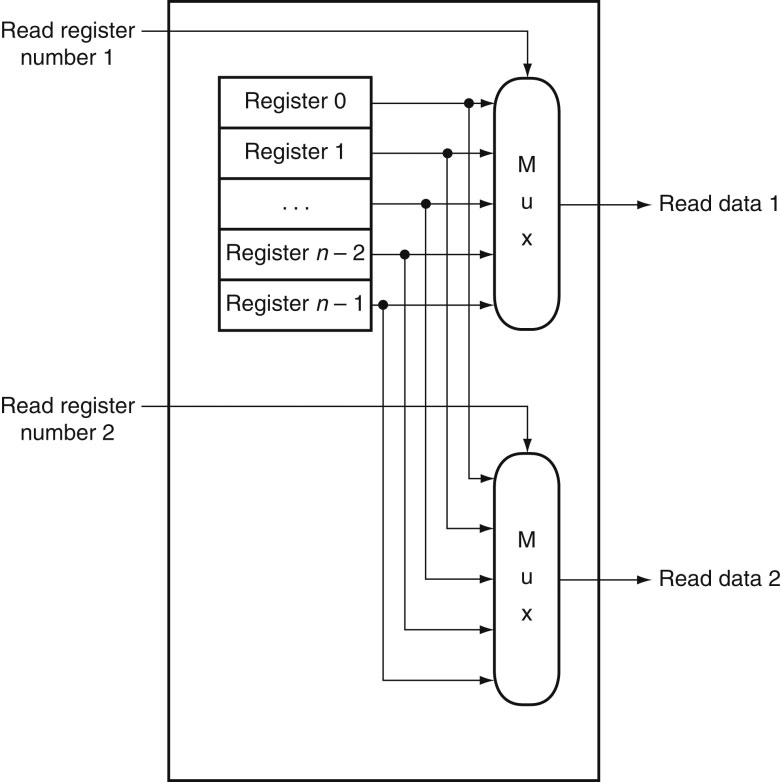 Read register
number 1
Register 0
Register 1
. . .
Register n – 2
Register n – 1
M
u
x
Read data 1
Read register
number 2
M
u
x
Read data 2